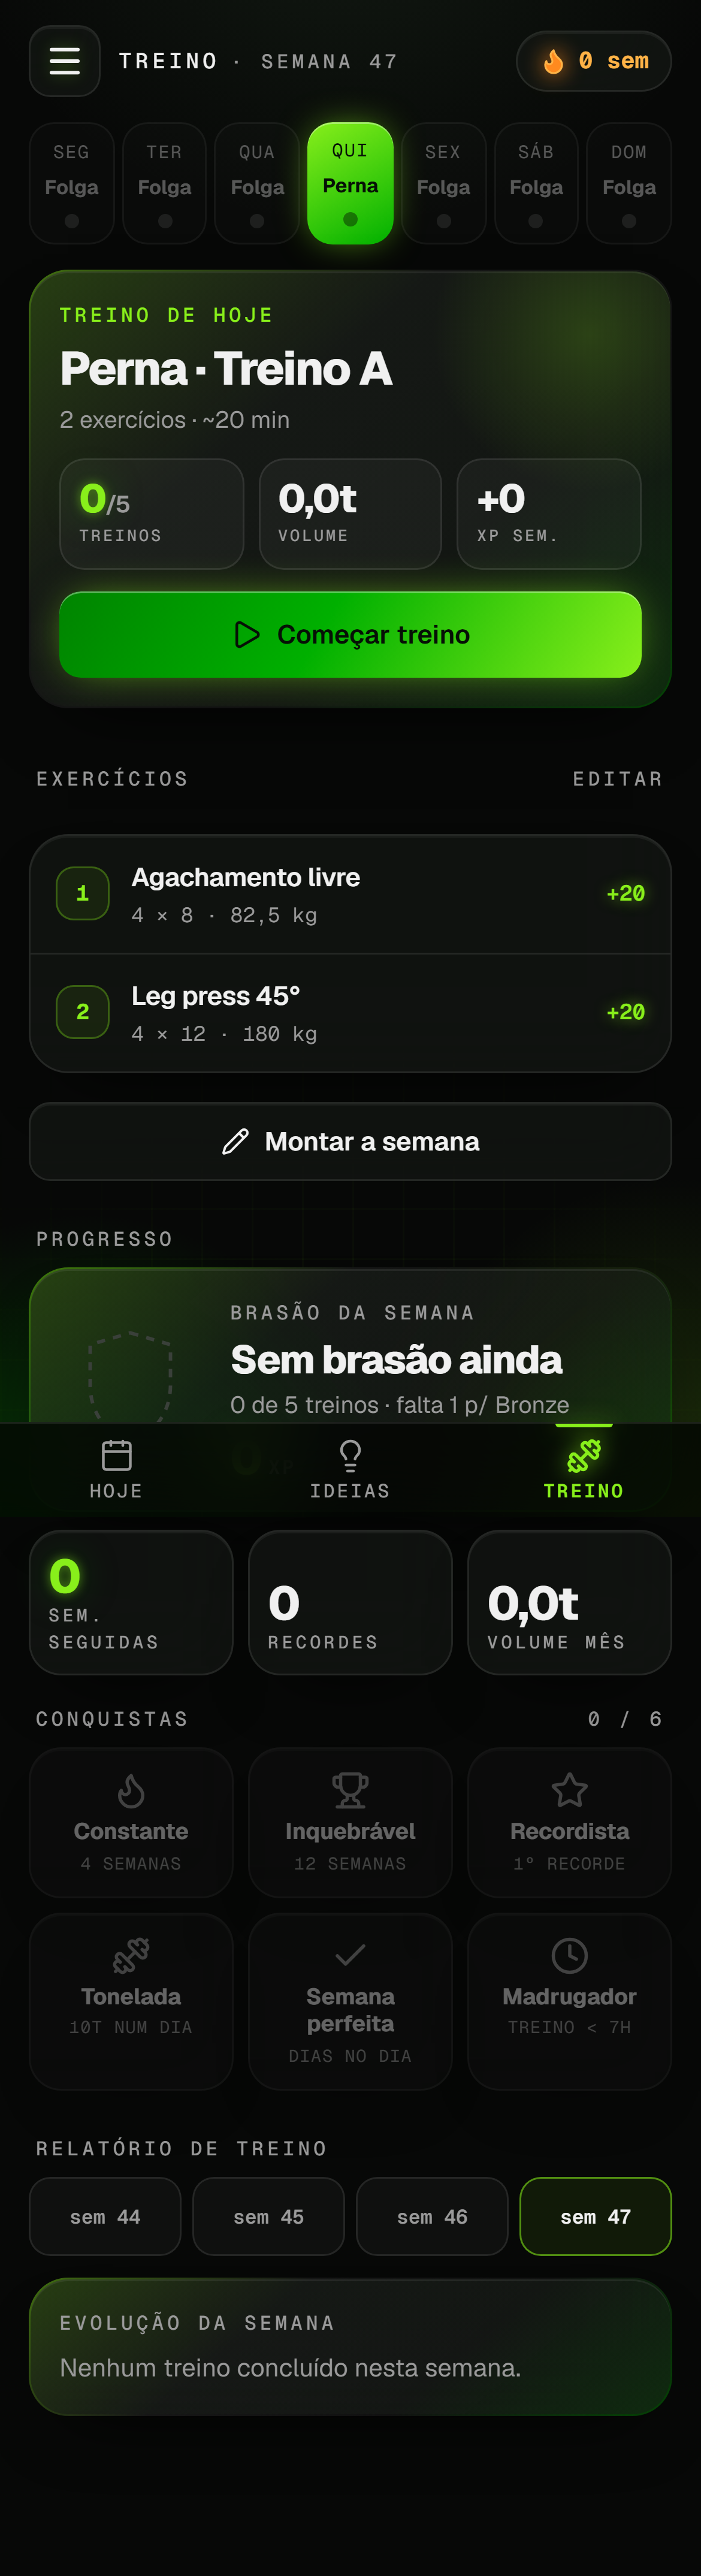 TREINO · SEMANA 47
0 sem
SEG
TER
QUA
QUI
SEX
SÁB
DOM
Folga
Folga
Folga
Perna
Folga
Folga
Folga
TREINO DE HOJE
Perna · Treino A
2 exercícios · ~20 min
0/5
TREINOS
0,0t
VOLUME
+0
XP SEM.
Começar treino
EXERCÍCIOS
EDITAR
1
Agachamento livre
4 × 8 · 82,5 kg
+20
2
Leg press 45°
4 × 12 · 180 kg
+20
Montar a semana
PROGRESSO
BRASÃO DA SEMANA
Sem brasão ainda
0 de 5 treinos · falta 1 p/ Bronze
0 XP
HOJE
IDEIAS
TREINO
0
SEM.
SEGUIDAS
0
RECORDES
0,0t
VOLUME MÊS
CONQUISTAS
0 / 6
Constante
4 SEMANAS
Inquebrável
12 SEMANAS
Recordista
1º RECORDE
Tonelada
10T NUM DIA
Semana
perfeita
DIAS NO DIA
Madrugador
TREINO < 7H
RELATÓRIO DE TREINO
sem 44
sem 45
sem 46
sem 47
EVOLUÇÃO DA SEMANA
Nenhum treino concluído nesta semana.